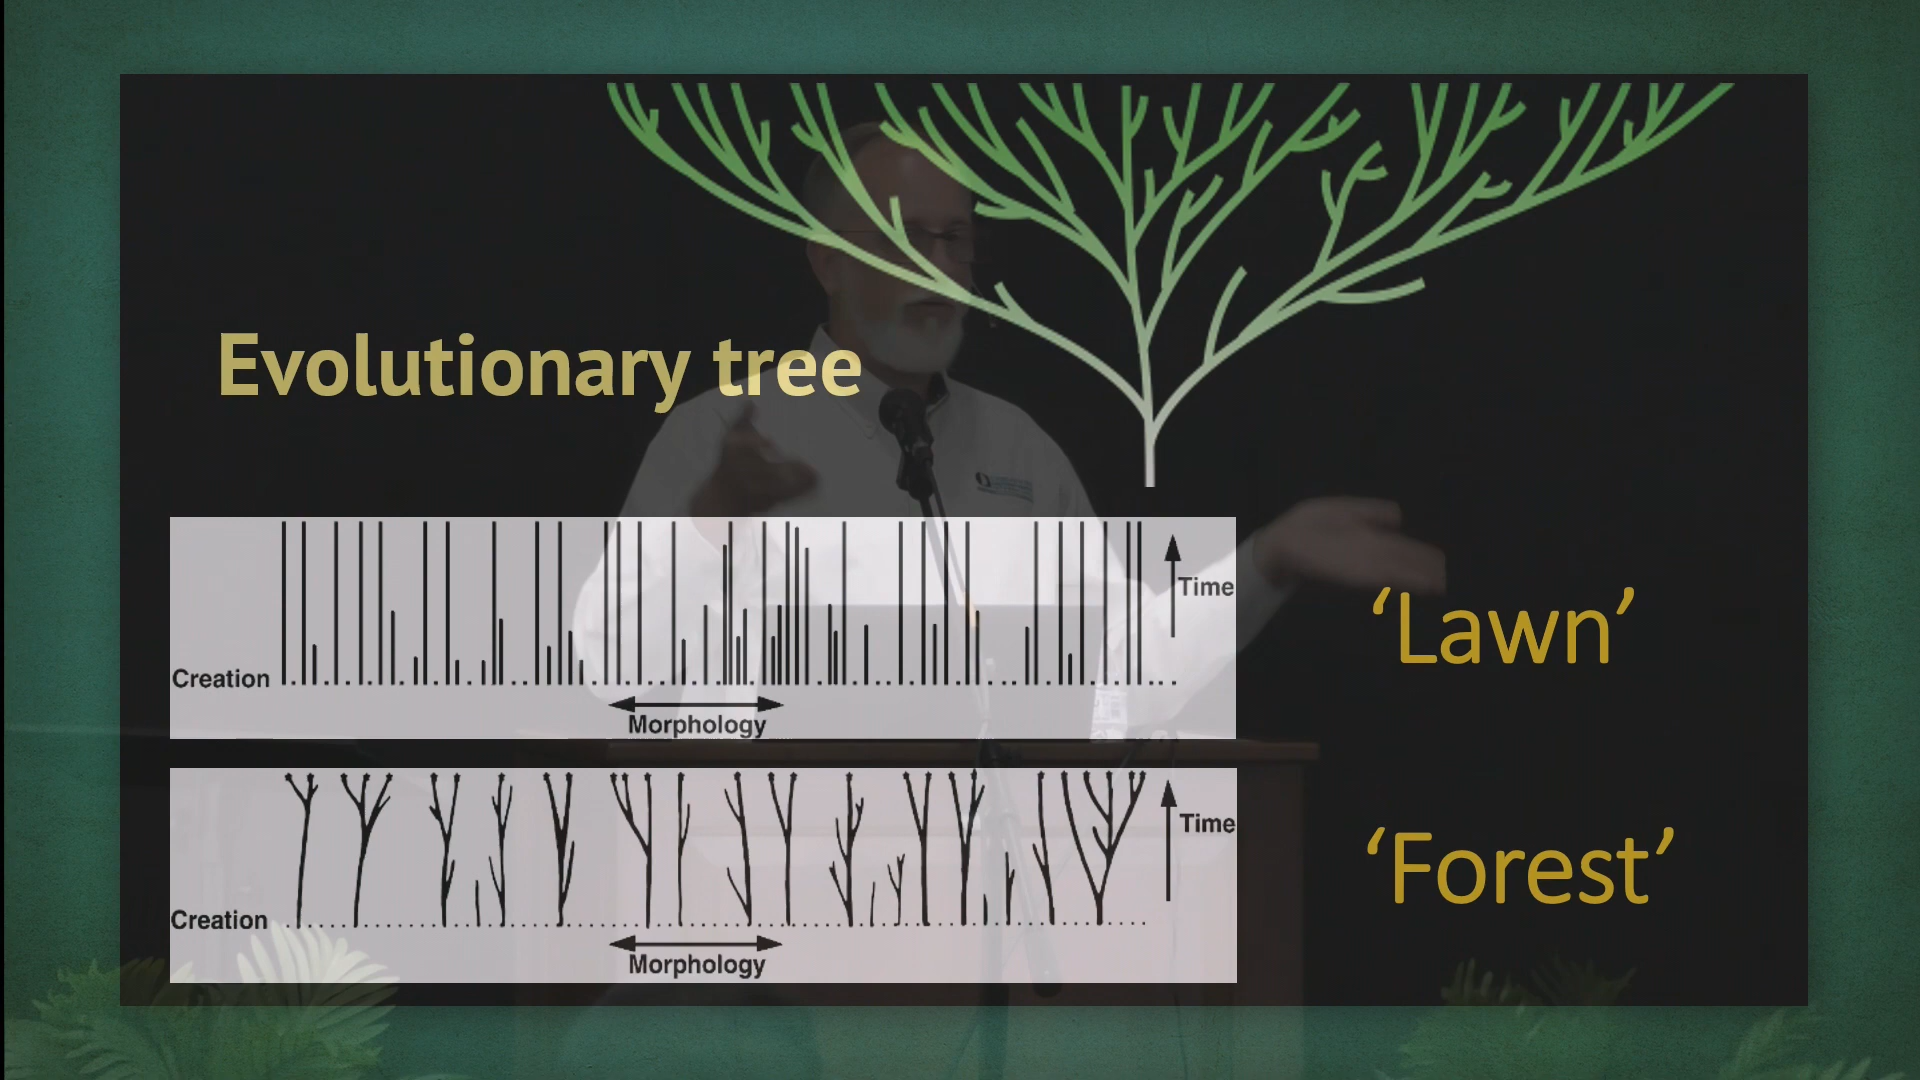 Evolutionary tree
Time
Creation
Morphology
‘Lawn’
Time
Creation
Morphology
‘Forest’